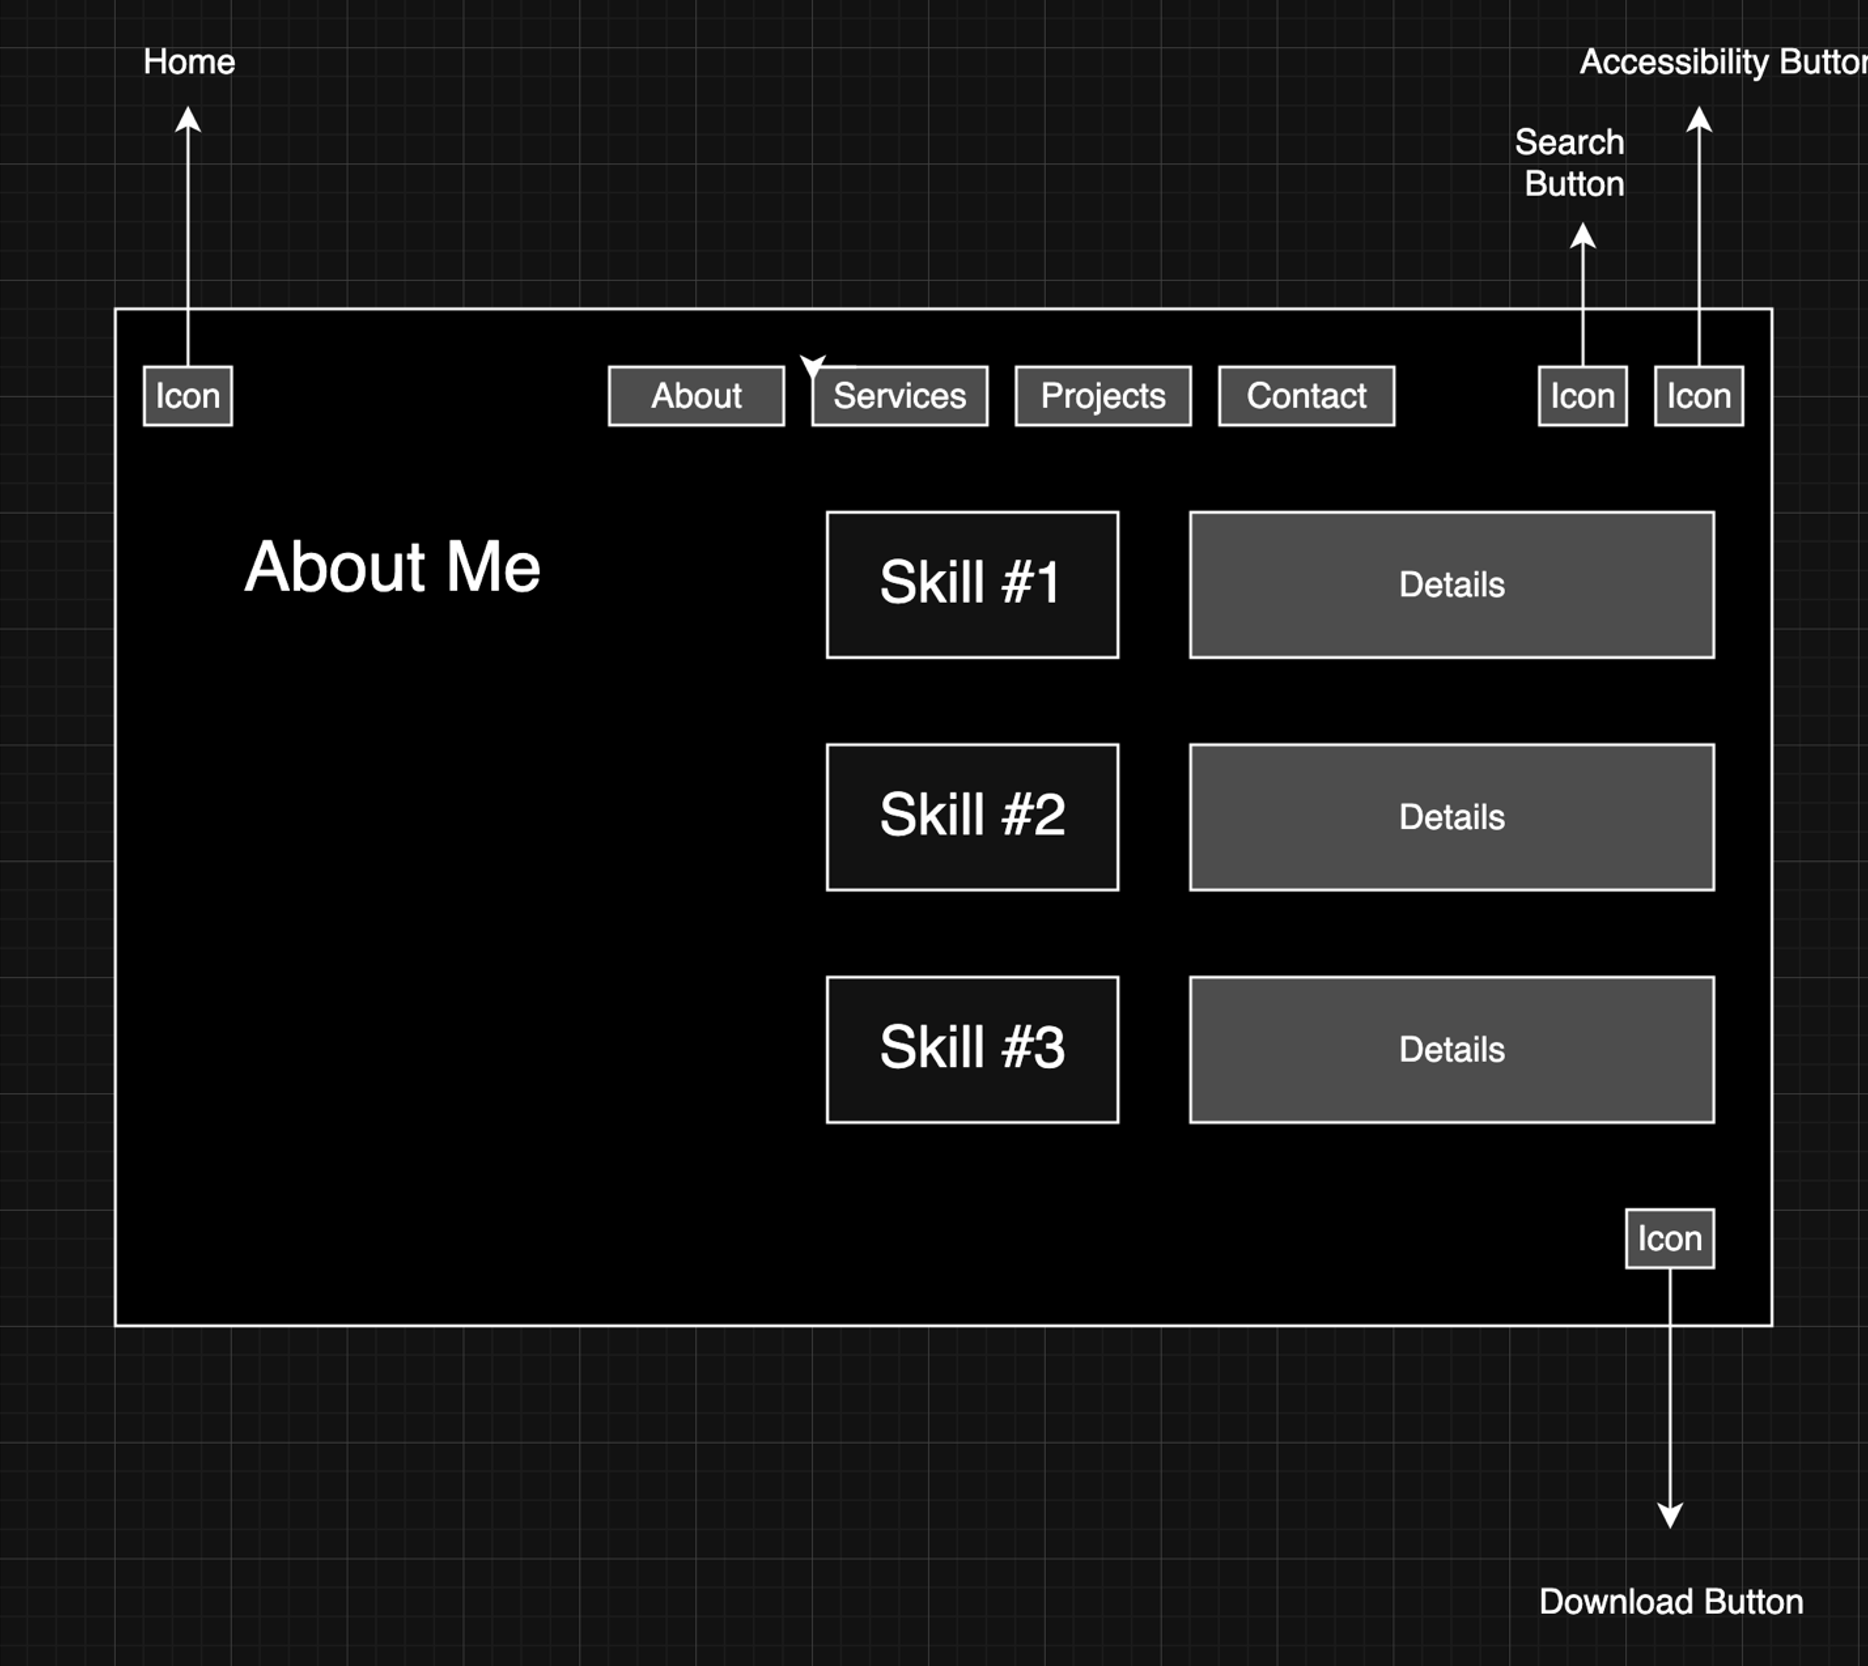 Home
Accessibility Butto
Search
Button
Icon
About
Services
Projects
Contact
Icon
Icon
About Me
Skill #1
Details
Skill #2
Details
Skill #3
Details
Icon
Download Button